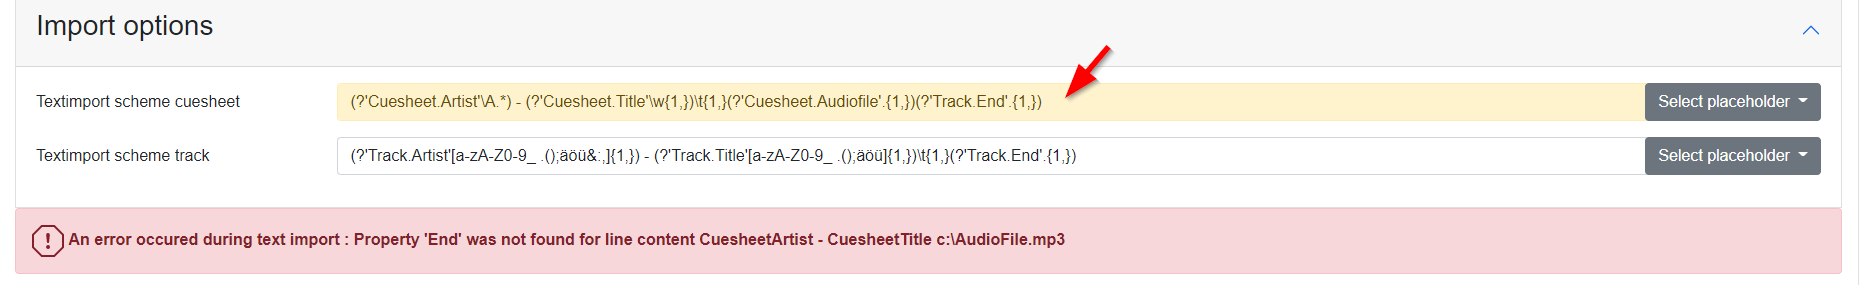 Import options
Textimport scheme cuesheet (?'Cuesheet.Artist'\A.*) - (?'Cuesheet.Title'\w{1,})\t{1,}(?'Cuesheet.Audiofile'.{1,})(?'Track.End'.{1,}) Select placeholder
Textimport scheme track (?'Track.Artist'[a-zA-Z0-9_ .();äöü&:,]{1,}) - (?'Track.Title'[a-zA-Z0-9_ .();äöü]{1,})\t{1,}(?'Track.End'.{1,}) Select placeholder
An error occured during text import : Property 'End' was not found for line content CuesheetArtist - CuesheetTitle c:\AudioFile.mp3